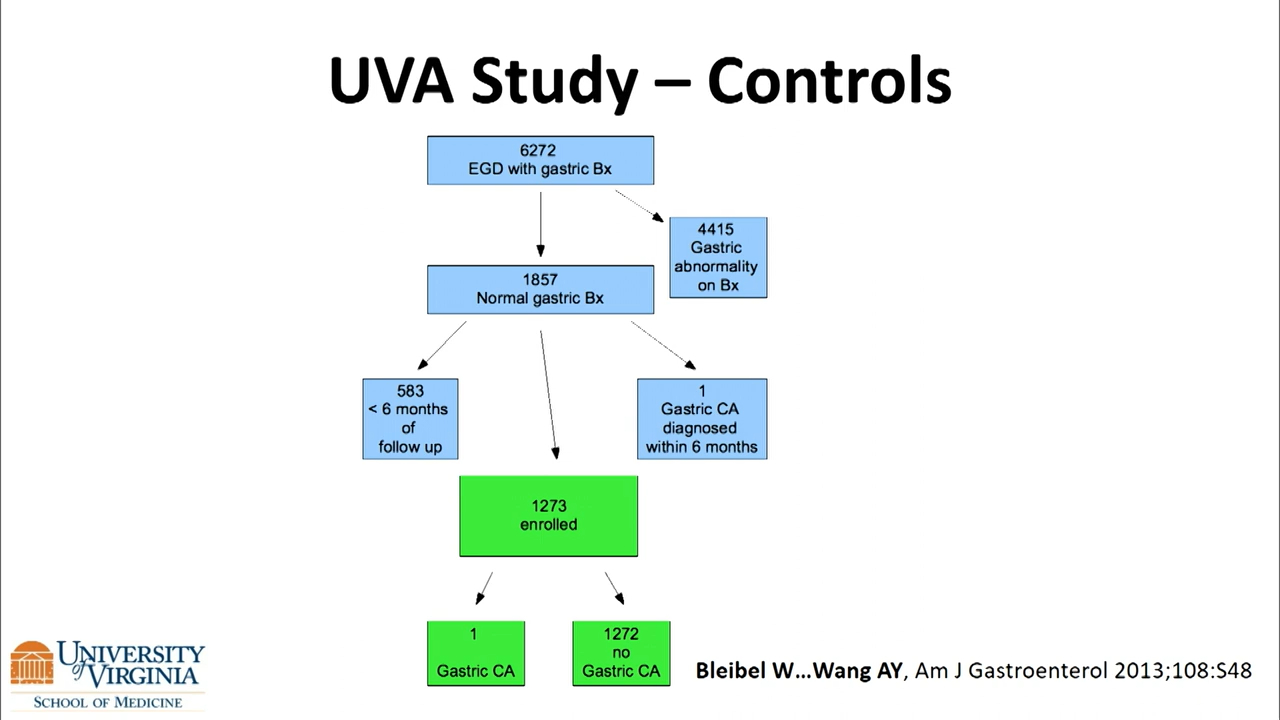 UVA Study – Controls
6272
EGD with gastric Bx
4415
Gastric
abnormality
on Bx
1857
Normal gastric Bx
583
< 6 months
of
follow up
1
Gastric CA
diagnosed
within 6 months
1273
enrolled
1
Gastric CA
1272
no
Gastric CA
UNIVERSITY
of VIRGINIA
SCHOOL OF MEDICINE
Bleibel W...Wang AY, Am J Gastroenterol 2013;108:S48